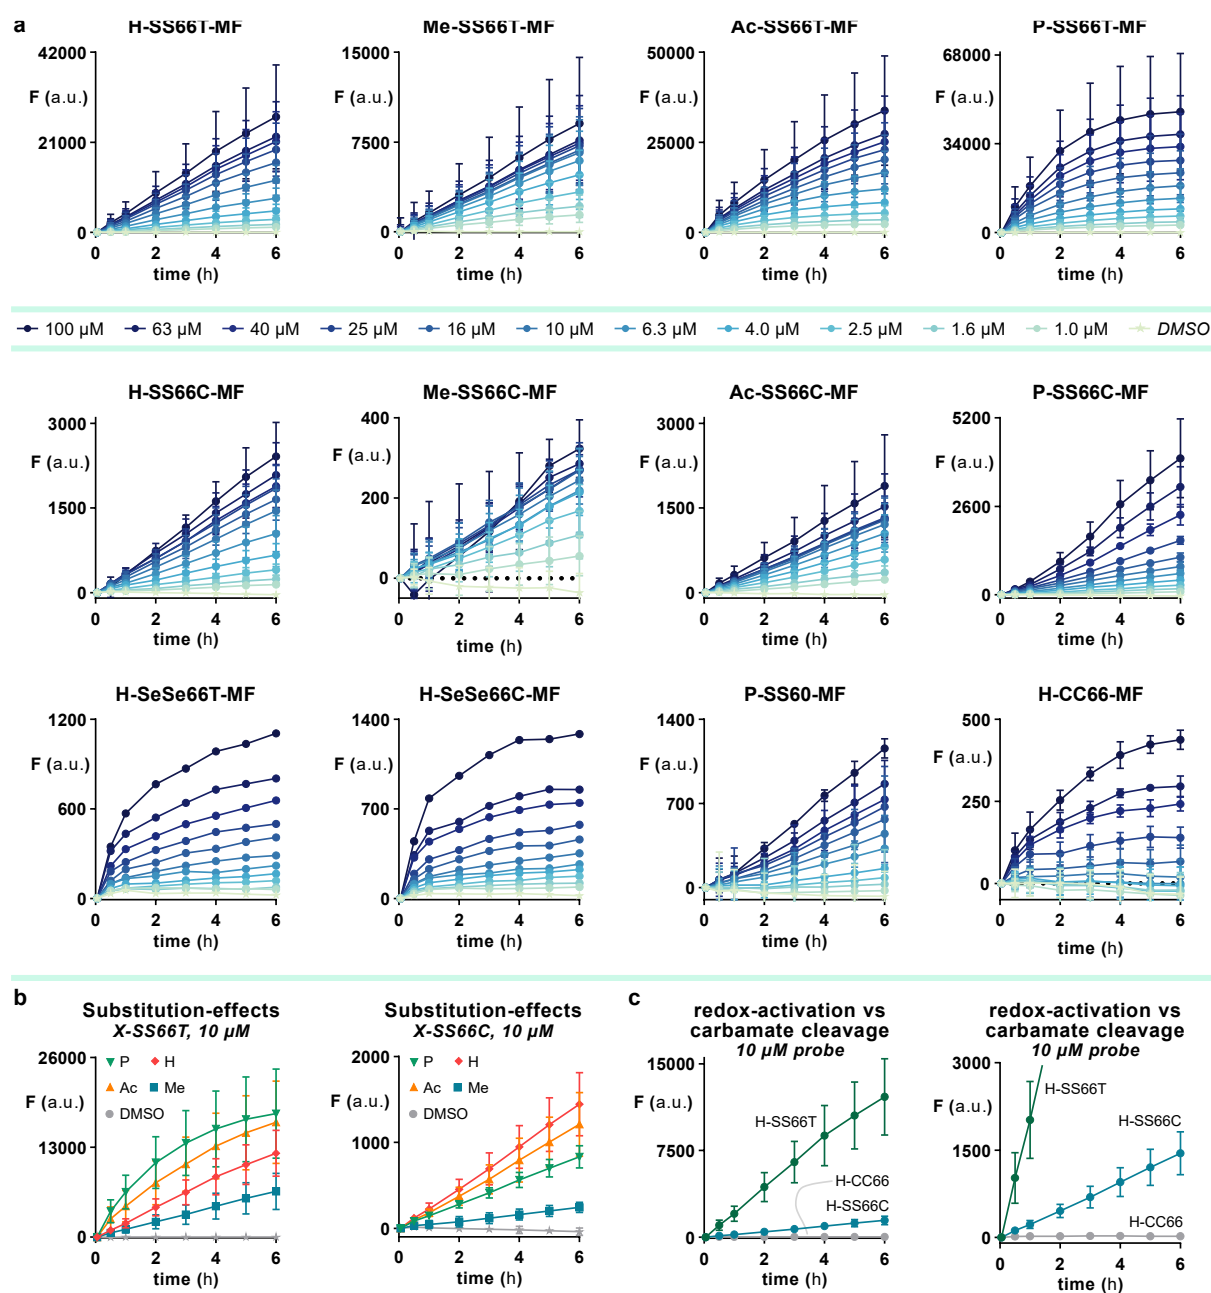 a
H-SS66T-MF
Me-SS66T-MF
Ac-SS66T-MF
P-SS66T-MF
42000
F (a.u.)
21000
0
0 2 4 6
time (h)
15000
F (a.u.)
7500
0
0 2 4 6
time (h)
50000
F (a.u.)
25000
0
0 2 4 6
time (h)
68000
F (a.u.)
34000
0
0 2 4 6
time (h)
100 µM 63 µM 40 µM 25 µM 16 µM 10 µM 6.3 µM 4.0 µM 2.5 µM 1.6 µM 1.0 µM DMSO
H-SS66C-MF
Me-SS66C-MF
Ac-SS66C-MF
P-SS66C-MF
3000
F (a.u.)
1500
0
0 2 4 6
time (h)
400
F (a.u.)
200
0
0 2 4 6
time (h)
3000
F (a.u.)
1500
0
0 2 4 6
time (h)
5200
F (a.u.)
2600
0
0 2 4 6
time (h)
H-SeSe66T-MF
H-SeSe66C-MF
P-SS60-MF
H-CC66-MF
1200
F (a.u.)
600
0
0 2 4 6
time (h)
1400
F (a.u.)
700
0
0 2 4 6
time (h)
1400
F (a.u.)
700
0
0 2 4 6
time (h)
500
F (a.u.)
250
0
0 2 4 6
time (h)
b
Substitution-effects
X-SS66T, 10 µM
26000
P H
Ac Me
F (a.u.)
DMSO
13000
0
0 2 4 6
time (h)
Substitution-effects
X-SS66C, 10 µM
2000
P H
Ac Me
F (a.u.)
DMSO
1000
0
0 2 4 6
time (h)
c
redox-activation vs
carbamate cleavage
10 µM probe
15000
F (a.u.)
H-SS66T
7500
H-CC66
H-SS66C
0
0 2 4 6
time (h)
redox-activation vs
carbamate cleavage
10 µM probe
3000
H-SS66T
F (a.u.)
H-SS66C
1500
H-CC66
0
0 2 4 6
time (h)